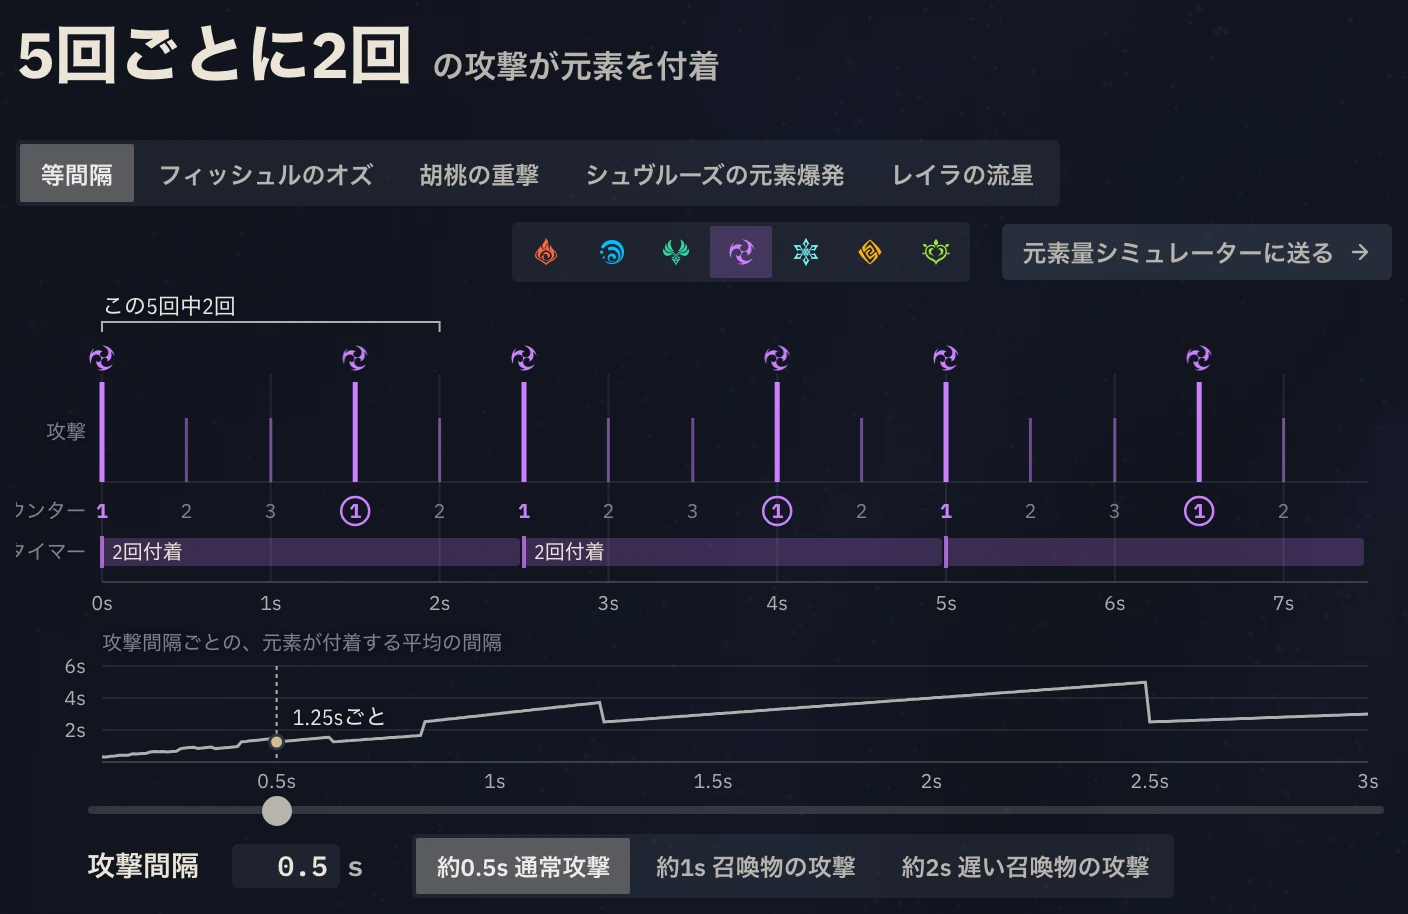 5回ごとに2回 の攻撃が元素を付着
等間隔 フィッシュルのオズ 胡桃の重撃 シュヴルーズの元素爆発 レイラの流星
元素量シミュレーターに送る →
この5回中2回
攻撃
ウンター 1 2 3 1 2 1 2 3 1 2 1 2 3 1 2
タイマー 2回付着 2回付着
0s 1s 2s 3s 4s 5s 6s 7s
攻撃間隔ごとの、元素が付着する平均の間隔
6s
4s
1.25sごと
2s
0.5s 1s 1.5s 2s 2.5s 3s
攻撃間隔 0.5 s 約0.5s 通常攻撃 約1s 召喚物の攻撃 約2s 遅い召喚物の攻撃